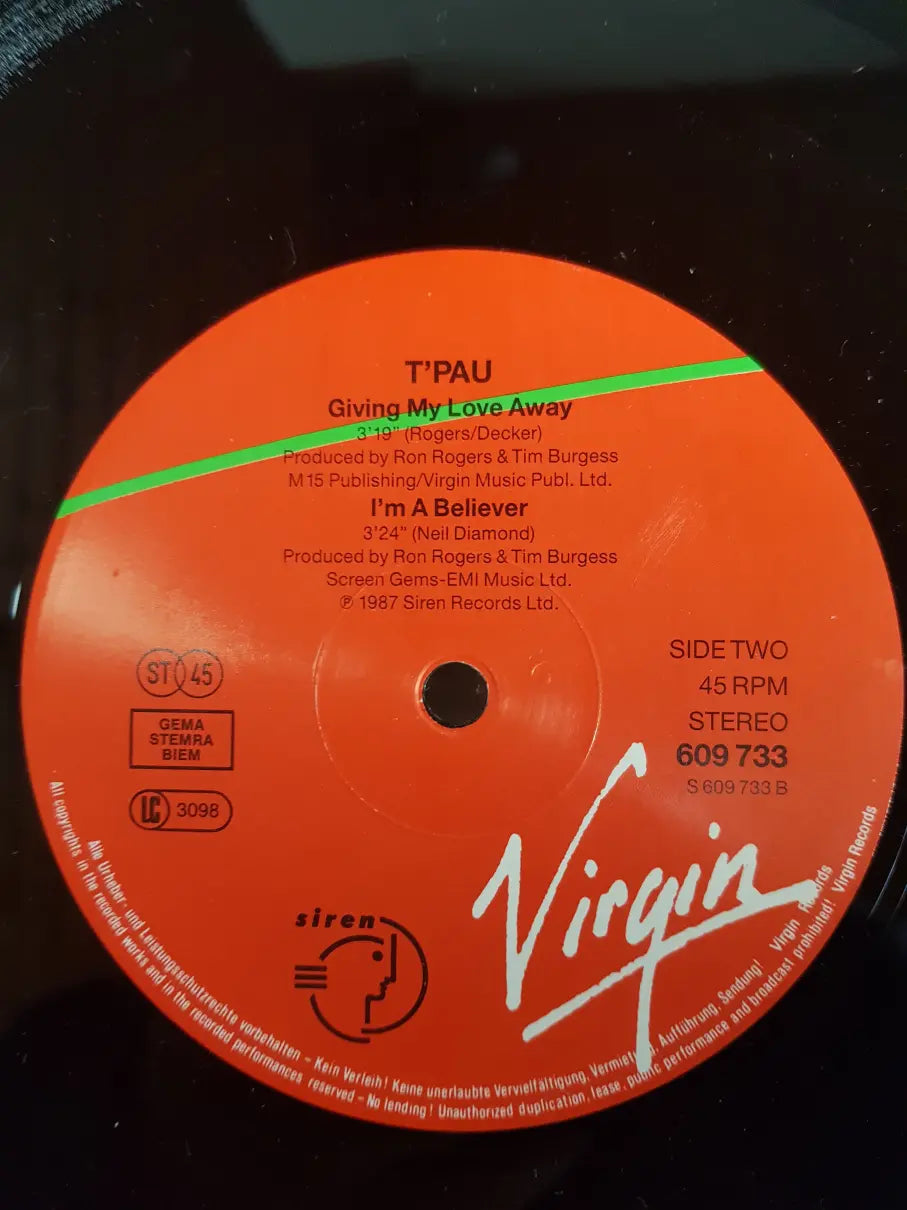 T'PAU
Giving My Love Away
3'19" (Rogers/Decker)
Produced by Ron Rogers & Tim Burgess
M 15 Publishing/Virgin Music Publ. Ltd.
I'm A Believer
3'24" (Neil Diamond)
Produced by Ron Rogers & Tim Burgess
Screen Gems-EMI Music Ltd.
℗ 1987 Siren Records Ltd.
ST 45
GEMA
STEMRA
BIEM
LC 3098
SIDE TWO
45 RPM
STEREO
609 733
S 609 733 B
siren
Virgin
Alle Urheber- und Leistungsschutzrechte vorbehalten – Kein Verleih! Keine unerlaubte Vervielfältigung, Vermietung, Aufführung, Sendung! Virgin Records
All copyrights in the recorded works and in the recorded performances reserved – No lending! Unauthorized duplication, lease, public performance and broadcast prohibited! Virgin Records